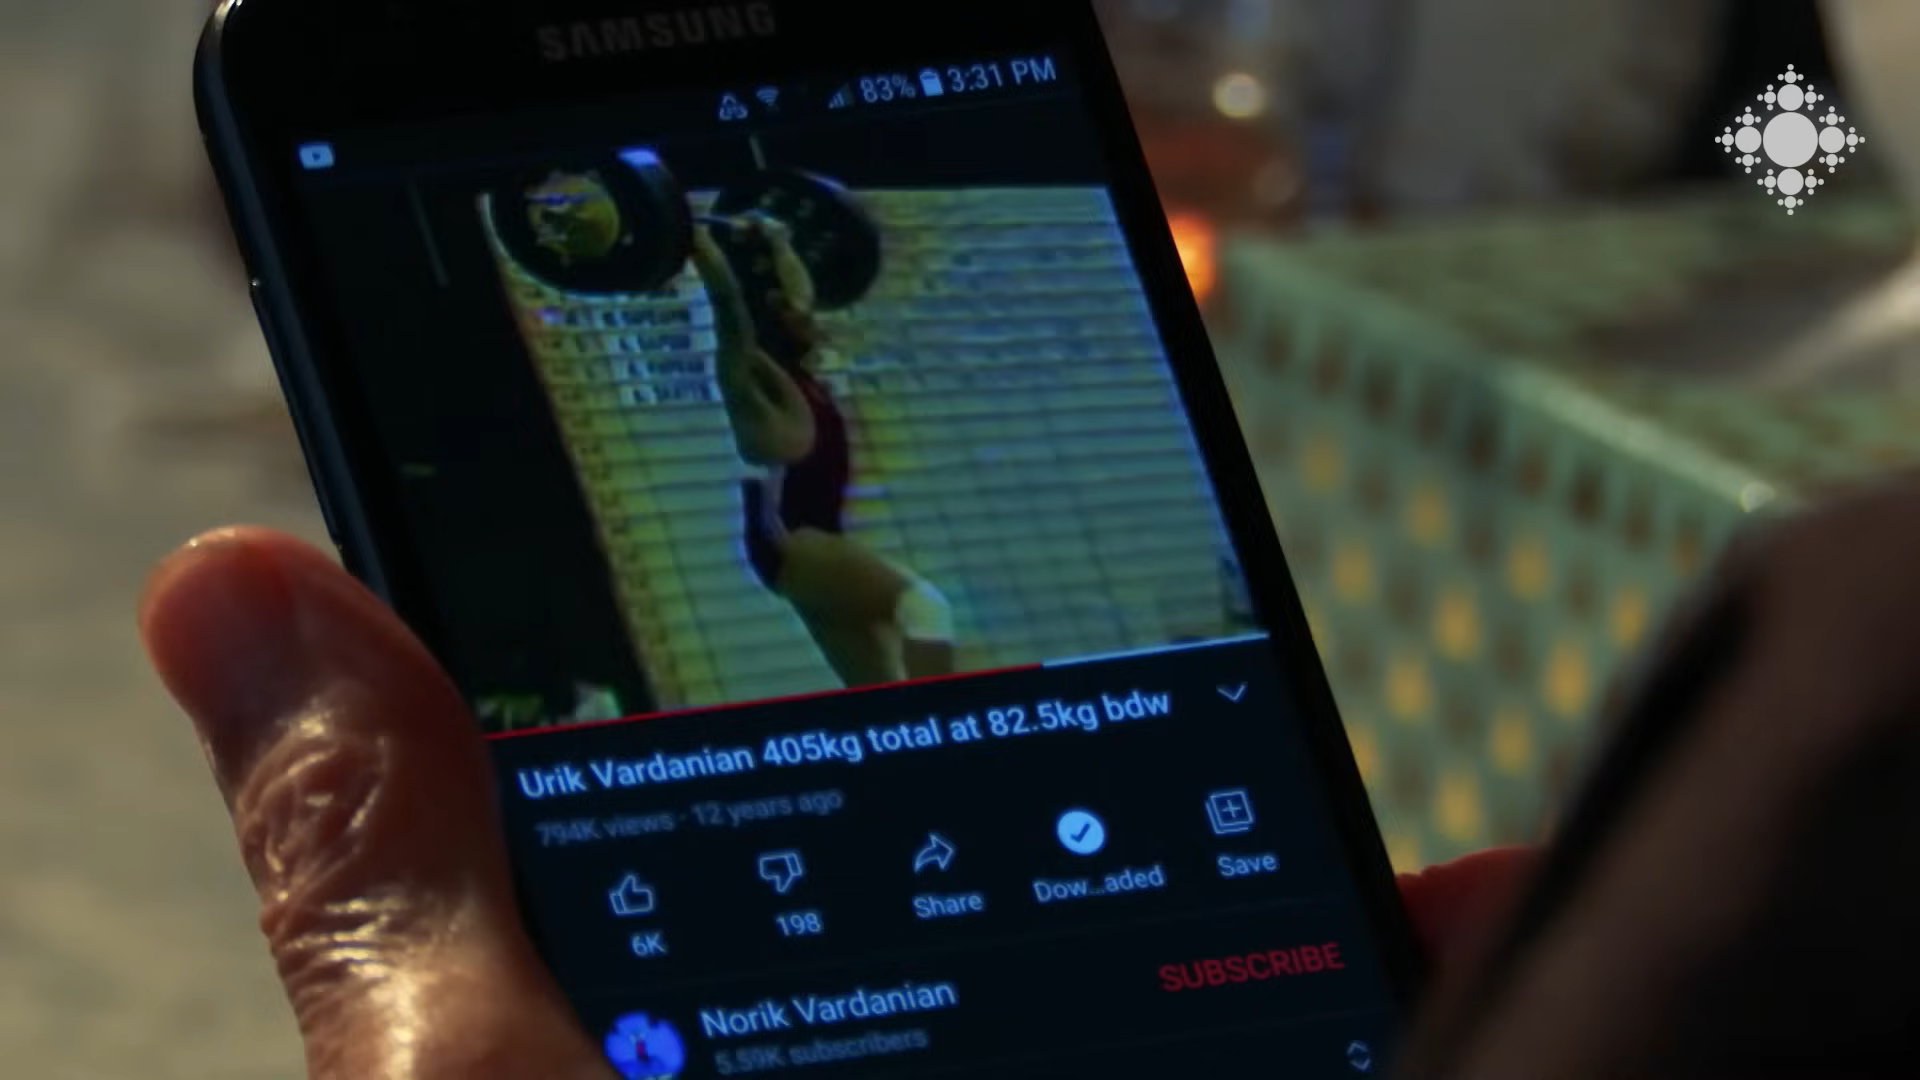 SAMSUNG
83% 3:31 PM
Urik Vardanian 405kg total at 82.5kg bdw
794K views · 12 years ago
6K
198
Share
Dow...aded
Save
Norik Vardanian
SUBSCRIBE
5.59K subscribers